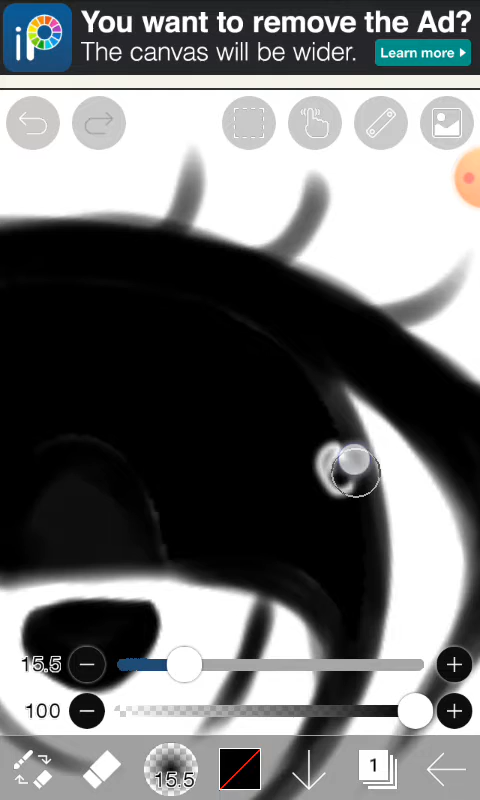 iP
You want to remove the Ad?
The canvas will be wider.
Learn more
15.5
100
15.5
1